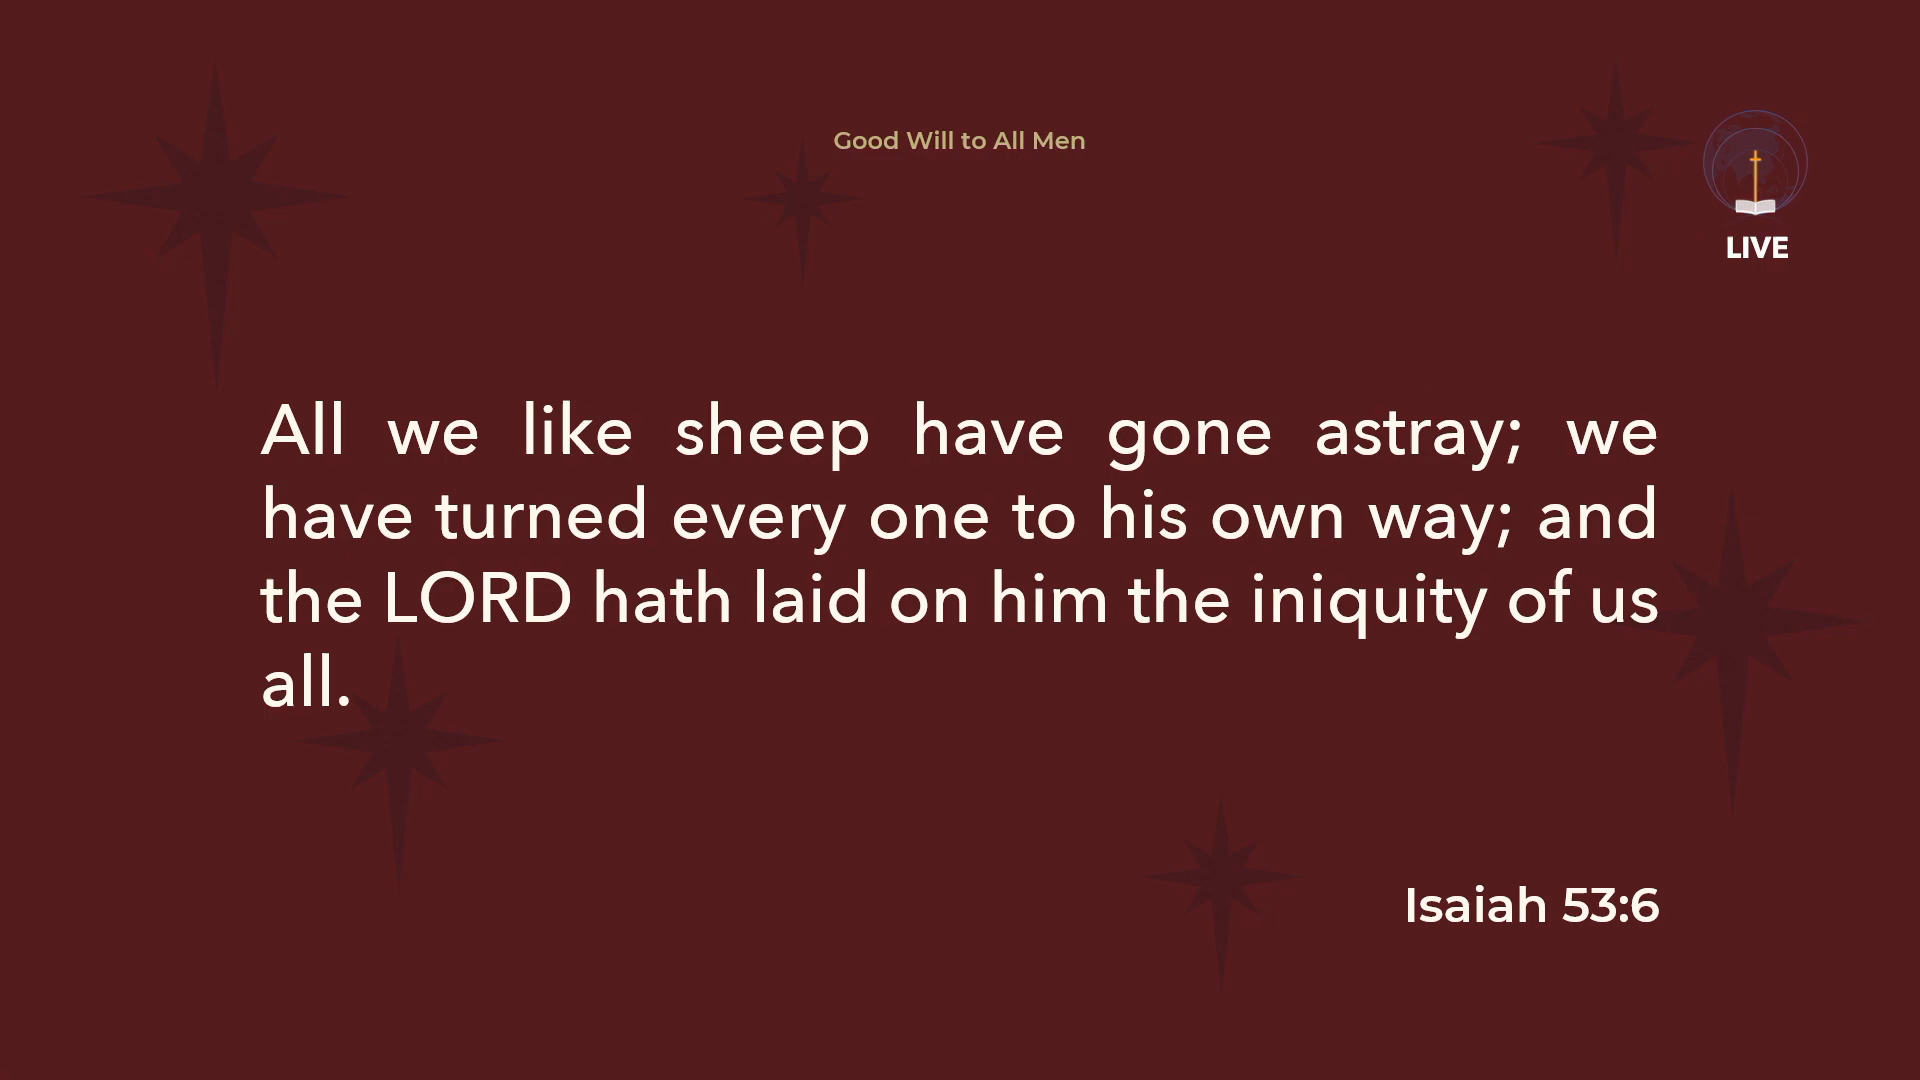 Good Will to All Men
LIVE
All we like sheep have gone astray; we
have turned every one to his own way; and
the LORD hath laid on him the iniquity of us
all.
Isaiah 53:6